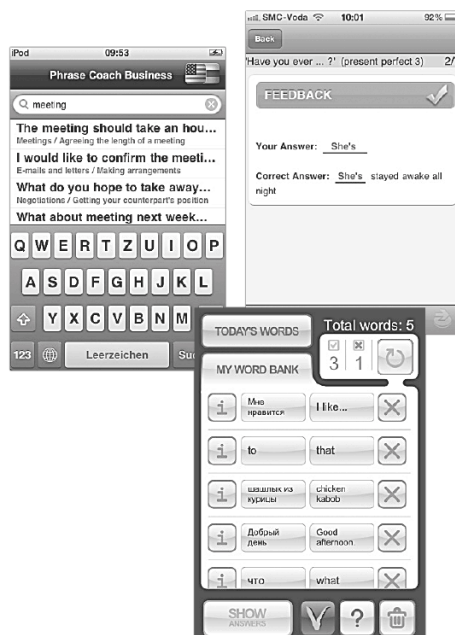 iPod 09:53
Phrase Coach Business
meeting
The meeting should take an hou...
Meetings / Agreeing the length of a meeting
I would like to confirm the meeti...
E-mails and letters / Making arrangements
What do you hope to take away...
Negotiations / Getting your counterpart's position
What about meeting next week...
Q W E R T Z U I O P
A S D F G H J K L
Y X C V B N M
123 Leerzeichen Su
SMC-Voda 10:01 92%
Back
'Have you ever ... ?' (present perfect 3) 2/
FEEDBACK
Your Answer: She's
Correct Answer: She's stayed awake all
night
TODAY'S WORDS
Total words: 5
3 1
MY WORD BANK
i Мне нравится I like...
i to that
i шашлык из курицы chicken kabob
i Добрый день Good afternoon
i что what
SHOW
ANSWERS
?